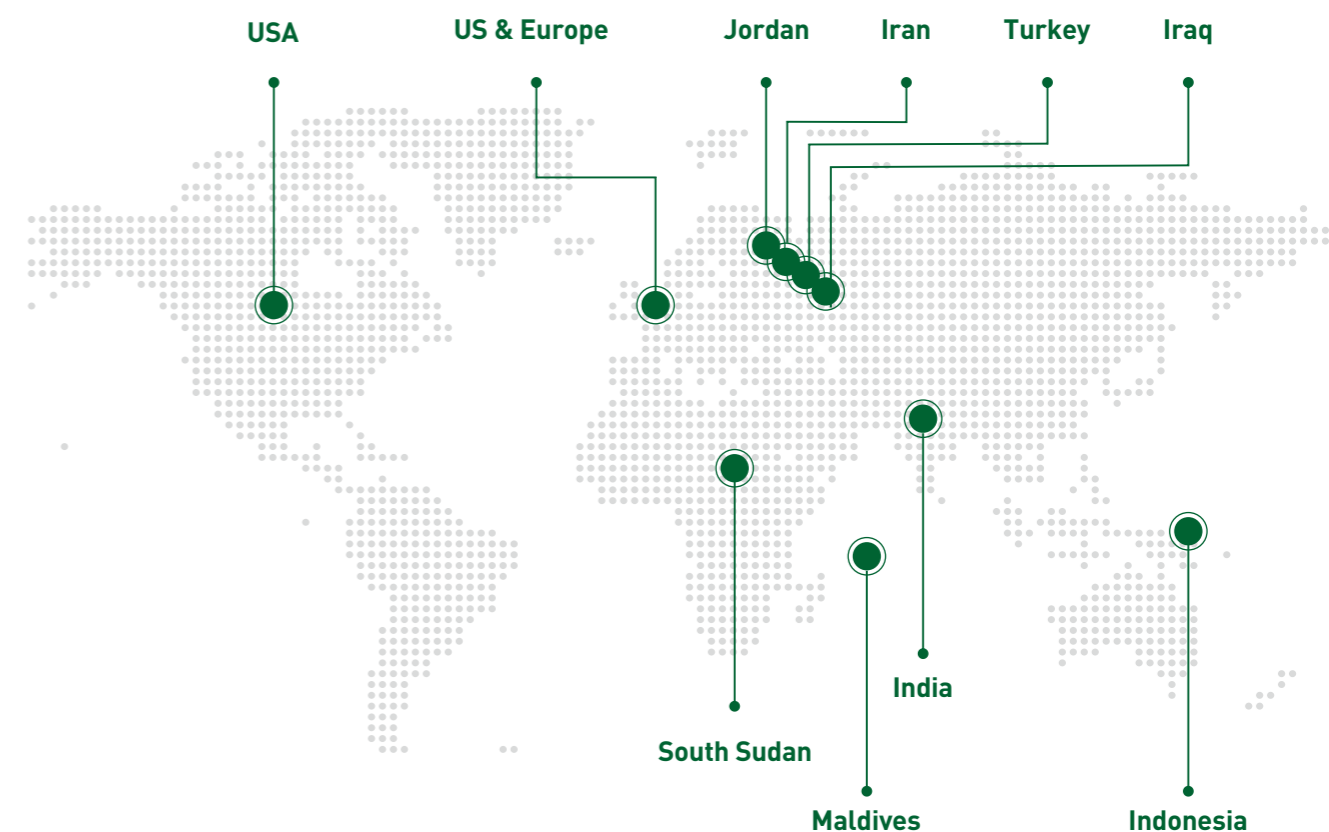 USA
US & Europe
Jordan
Iran
Turkey
Iraq
India
South Sudan
Maldives
Indonesia